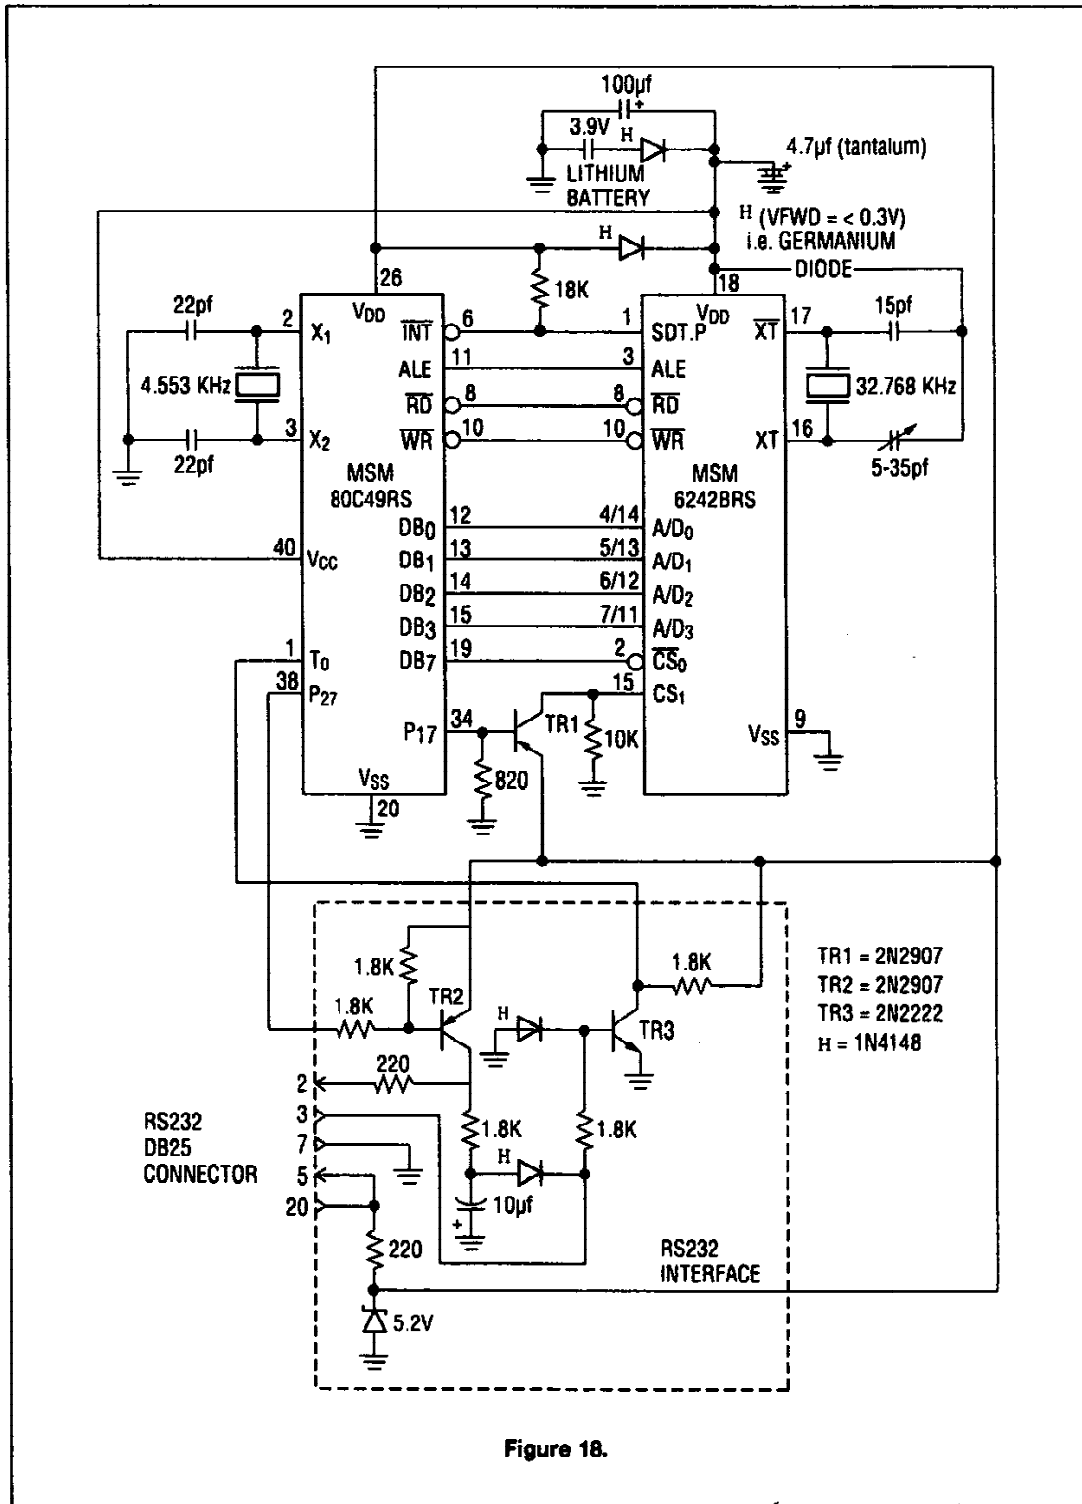 100µf
3.9V
H
LITHIUM
BATTERY
4.7µf (tantalum)
+
+
H (VFWD = < 0.3V)
i.e. GERMANIUM
DIODE
H
18K
26
18
22pf
15pf
2
X1
VDD
INT
6
1
SDT.P
VDD
XT
17
ALE
11
3
ALE
4.553 KHz
RD
8
8
RD
32.768 KHz
3
X2
WR
10
10
WR
XT
16
22pf
5-35pf
MSM
80C49RS
MSM
6242BRS
DB0
12
4/14
A/D0
40
VCC
DB1
13
5/13
A/D1
DB2
14
6/12
A/D2
DB3
15
7/11
A/D3
1
T0
DB7
19
2
CS0
38
P27
15
CS1
P17
34
TR1
10K
VSS
9
VSS
20
820
1.8K
TR2
1.8K
1.8K
H
TR3
TR1 = 2N2907
TR2 = 2N2907
TR3 = 2N2222
H = 1N4148
2
220
3
7
5
20
RS232
DB25
CONNECTOR
1.8K
1.8K
H
10µf
+
220
5.2V
RS232
INTERFACE
Figure 18.